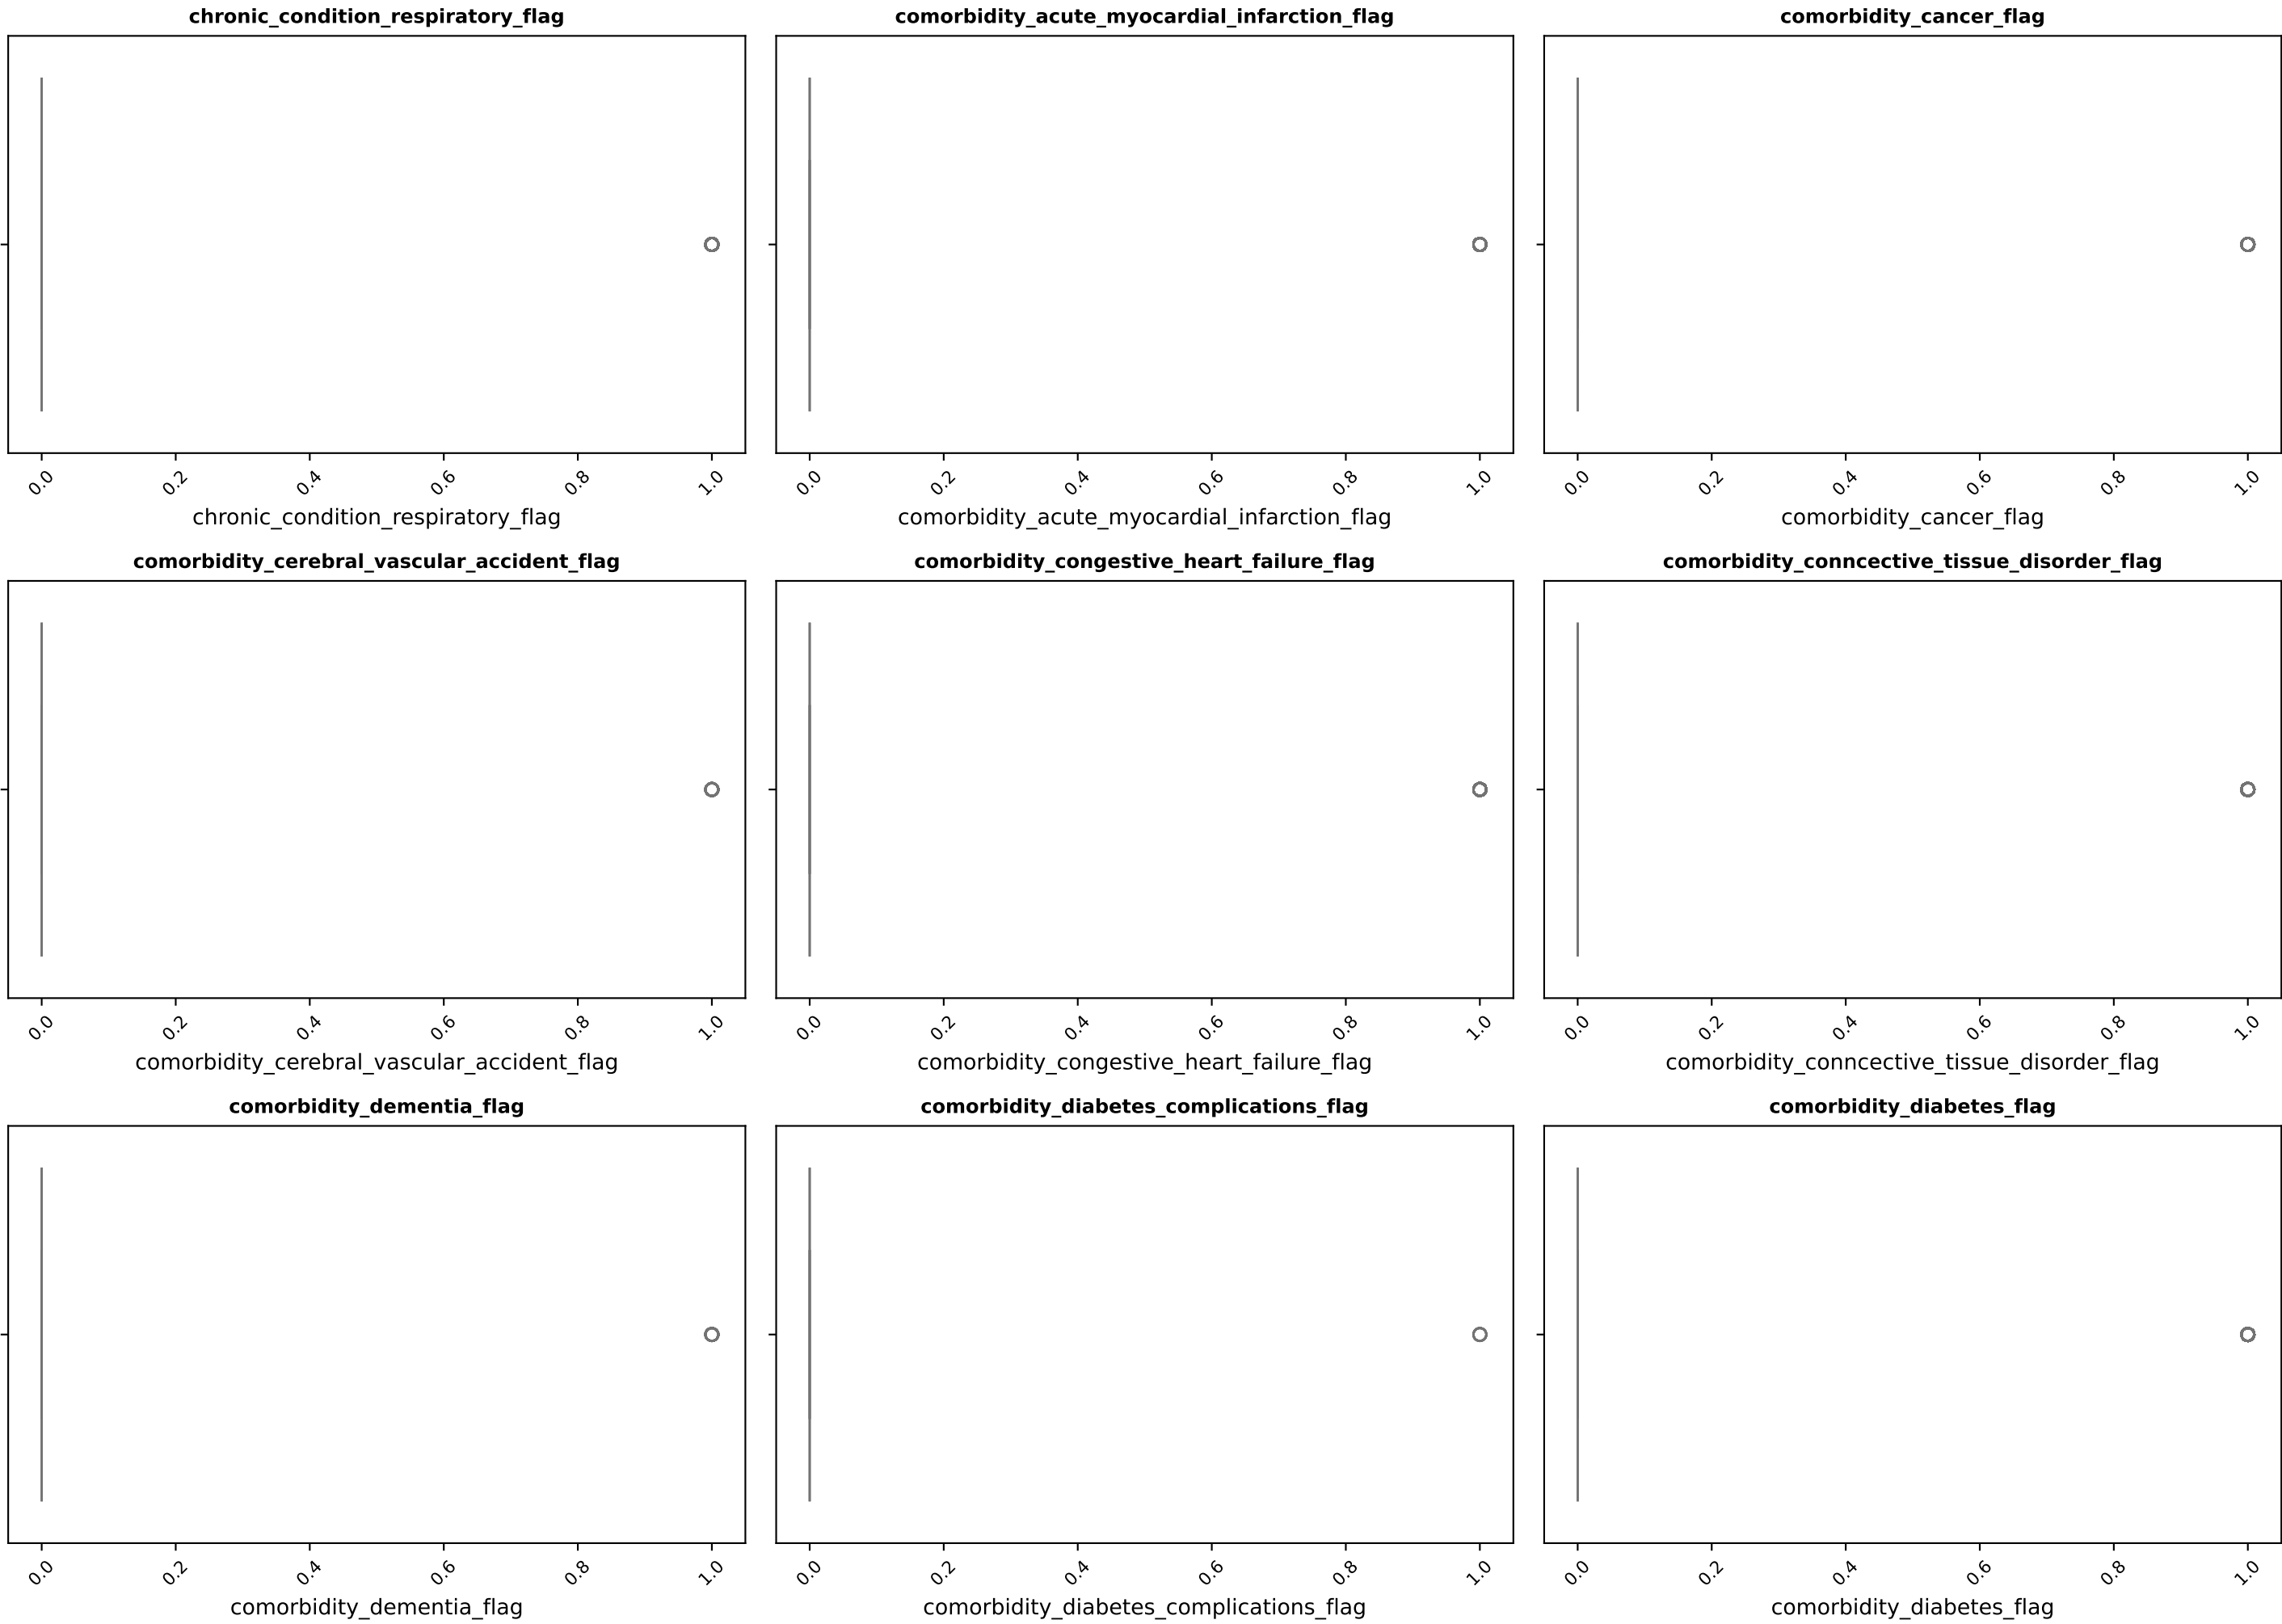 chronic_condition_respiratory_flag
comorbidity_acute_myocardial_infarction_flag
comorbidity_cancer_flag
0.0 0.2 0.4 0.6 0.8 1.0
0.0 0.2 0.4 0.6 0.8 1.0
0.0 0.2 0.4 0.6 0.8 1.0
chronic_condition_respiratory_flag
comorbidity_acute_myocardial_infarction_flag
comorbidity_cancer_flag
comorbidity_cerebral_vascular_accident_flag
comorbidity_congestive_heart_failure_flag
comorbidity_conncective_tissue_disorder_flag
0.0 0.2 0.4 0.6 0.8 1.0
0.0 0.2 0.4 0.6 0.8 1.0
0.0 0.2 0.4 0.6 0.8 1.0
comorbidity_cerebral_vascular_accident_flag
comorbidity_congestive_heart_failure_flag
comorbidity_conncective_tissue_disorder_flag
comorbidity_dementia_flag
comorbidity_diabetes_complications_flag
comorbidity_diabetes_flag
0.0 0.2 0.4 0.6 0.8 1.0
0.0 0.2 0.4 0.6 0.8 1.0
0.0 0.2 0.4 0.6 0.8 1.0
comorbidity_dementia_flag
comorbidity_diabetes_complications_flag
comorbidity_diabetes_flag